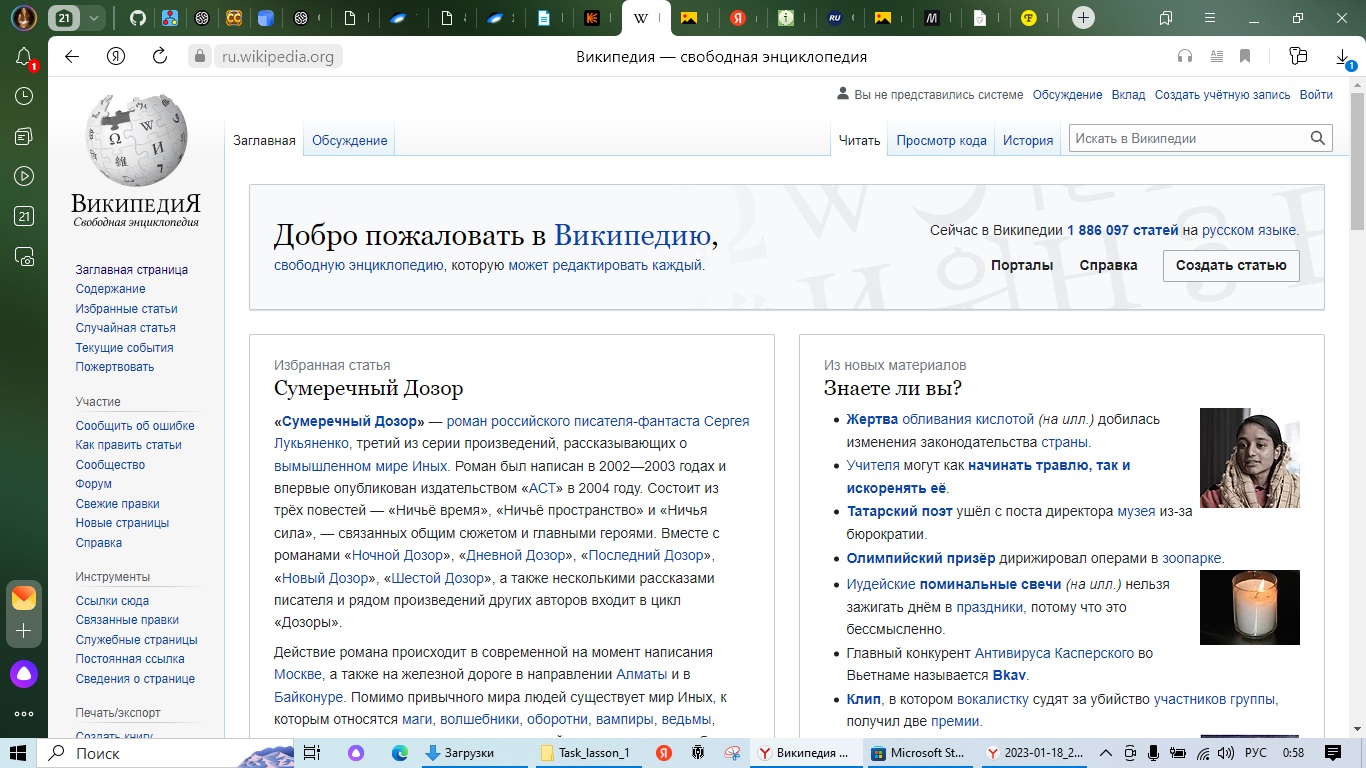 21
1
ru.wikipedia.org
Википедия — свободная энциклопедия
1
21
Вы не представились системе Обсуждение Вклад Создать учётную запись Войти
ВикипедиЯ
Свободная энциклопедия
Заглавная Обсуждение Читать Просмотр кода История Искать в Википедии
Заглавная страница
Содержание
Избранные статьи
Случайная статья
Текущие события
Пожертвовать
Участие
Сообщить об ошибке
Как править статьи
Сообщество
Форум
Свежие правки
Новые страницы
Справка
Инструменты
Ссылки сюда
Связанные правки
Служебные страницы
Постоянная ссылка
Сведения о странице
Печать/экспорт
Создать книгу
Добро пожаловать в Википедию,
свободную энциклопедию, которую может редактировать каждый.
Сейчас в Википедии 1 886 097 статей на русском языке.
Порталы Справка Создать статью
Избранная статья
Сумеречный Дозор
«Сумеречный Дозор» — роман российского писателя-фантаста Сергея
Лукьяненко, третий из серии произведений, рассказывающих о
вымышленном мире Иных. Роман был написан в 2002—2003 годах и
впервые опубликован издательством «АСТ» в 2004 году. Состоит из
трёх повестей — «Ничьё время», «Ничьё пространство» и «Ничья
сила», — связанных общим сюжетом и главными героями. Вместе с
романами «Ночной Дозор», «Дневной Дозор», «Последний Дозор»,
«Новый Дозор», «Шестой Дозор», а также несколькими рассказами
писателя и рядом произведений других авторов входит в цикл
«Дозоры».
Действие романа происходит в современной на момент написания
Москве, а также на железной дороге в направлении Алматы и в
Байконуре. Помимо привычного мира людей существует мир Иных, к
которым относятся маги, волшебники, оборотни, вампиры, ведьмы,
Из новых материалов
Знаете ли вы?
Жертва обливания кислотой (на илл.) добилась
изменения законодательства страны.
Учителя могут как начинать травлю, так и
искоренять её.
Татарский поэт ушёл с поста директора музея из-за
бюрократии.
Олимпийский призёр дирижировал операми в зоопарке.
Иудейские поминальные свечи (на илл.) нельзя
зажигать днём в праздники, потому что это
бессмысленно.
Главный конкурент Антивируса Касперского во
Вьетнаме называется Bkav.
Клип, в котором вокалистку судят за убийство участников группы,
получил две премии.
Поиск
Загрузки
Task_lasson_1
Википедия ...
Microsoft St...
2023-01-18_2...
РУС
0:58